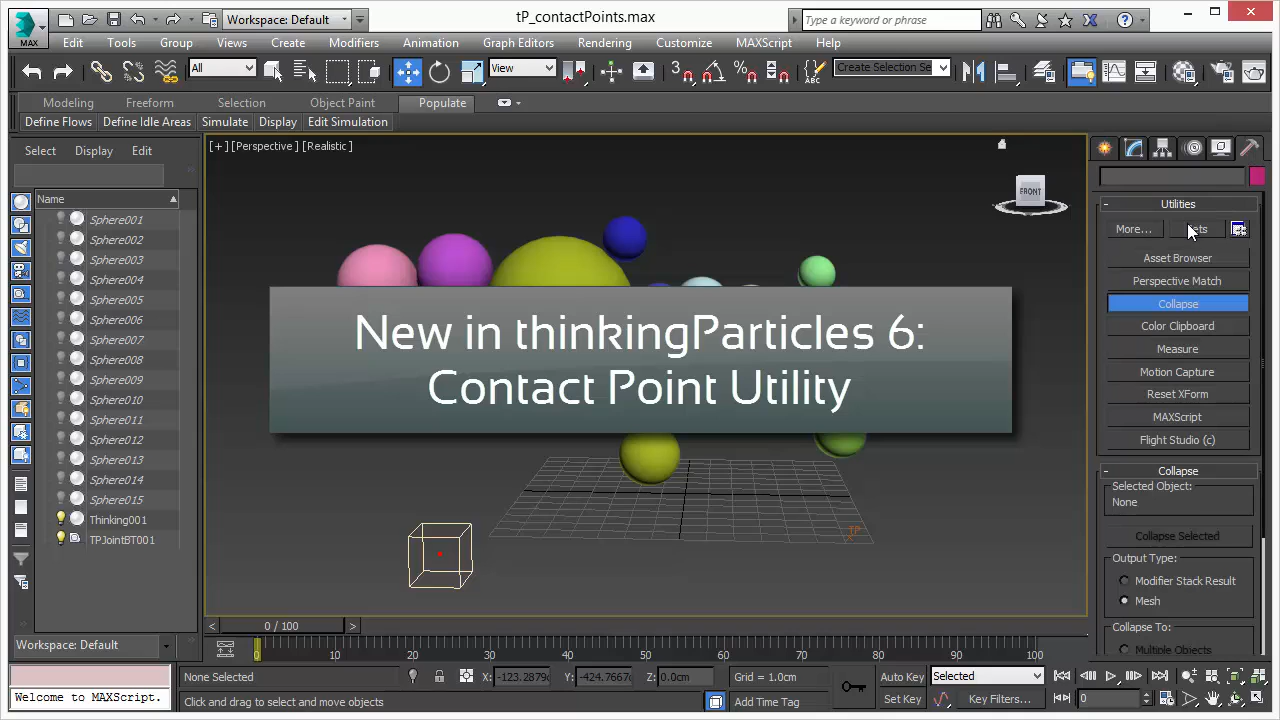 Workspace: Default
tP_contactPoints.max
Type a keyword or phrase
MAX
Edit Tools Group Views Create Modifiers Animation Graph Editors Rendering Customize MAXScript Help
All
View
3
Create Selection Se
Modeling Freeform Selection Object Paint Populate
Define Flows Define Idle Areas Simulate Display Edit Simulation
Select Display Edit
Name
Sphere001
Sphere002
Sphere003
Sphere004
Sphere005
Sphere006
Sphere007
Sphere008
Sphere009
Sphere010
Sphere011
Sphere012
Sphere013
Sphere014
Sphere015
Thinking001
TPJointBT001
Workspace: Default
[+] [Perspective] [Realistic]
FRONT
New in thinkingParticles 6:
Contact Point Utility
TP
Utilities
More...
Asset Browser
Perspective Match
Collapse
Color Clipboard
Measure
Motion Capture
Reset XForm
MAXScript
Flight Studio (c)
Collapse
Selected Object:
None
Collapse Selected
Output Type:
Modifier Stack Result
Mesh
Collapse To:
Multiple Objects
< 0 / 100 >
0 10 20 30 40 50 60 70 80 90 100
None Selected
X: -123.2879c Y: -424.7667c Z: 0.0cm
Grid = 1.0cm
Auto Key
Selected
Welcome to MAXScript.
Click and drag to select and move objects
Add Time Tag
Set Key
Key Filters...
0